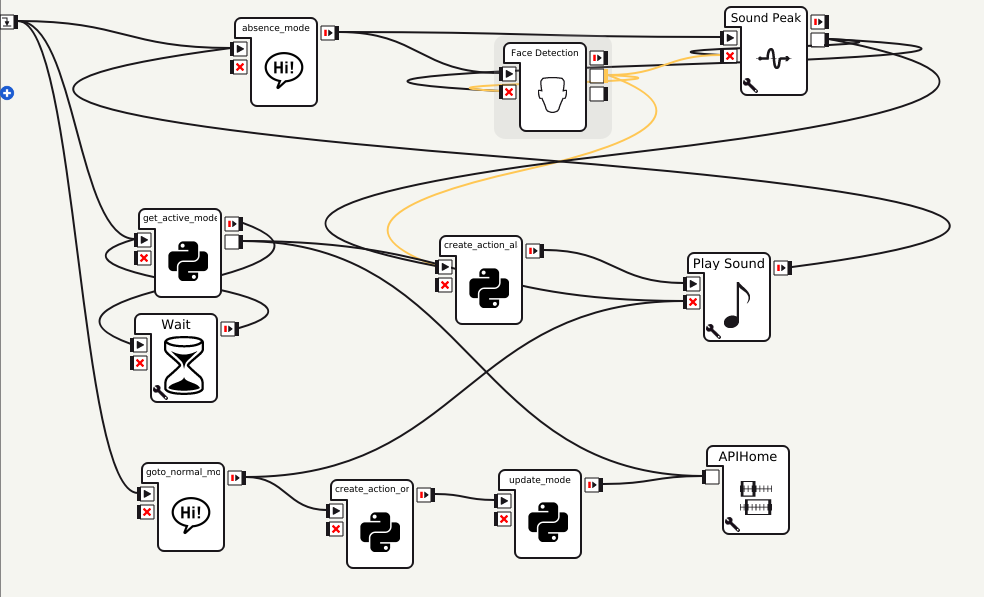 absence_mode
Hi!
Face Detection
Sound Peak
get_active_mode
create_action_al
Play Sound
Wait
goto_normal_mo
Hi!
create_action_or
update_mode
APIHome